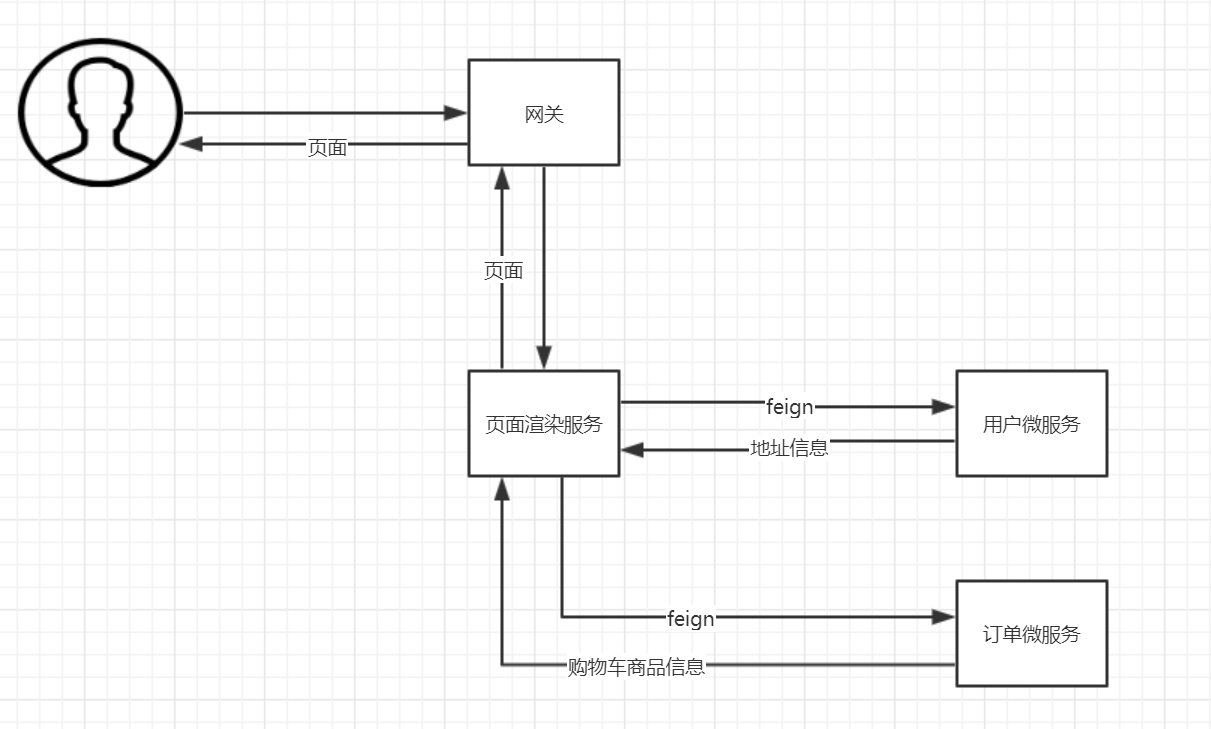 网关
页面
页面
页面渲染服务
feign
用户微服务
地址信息
feign
订单微服务
购物车商品信息